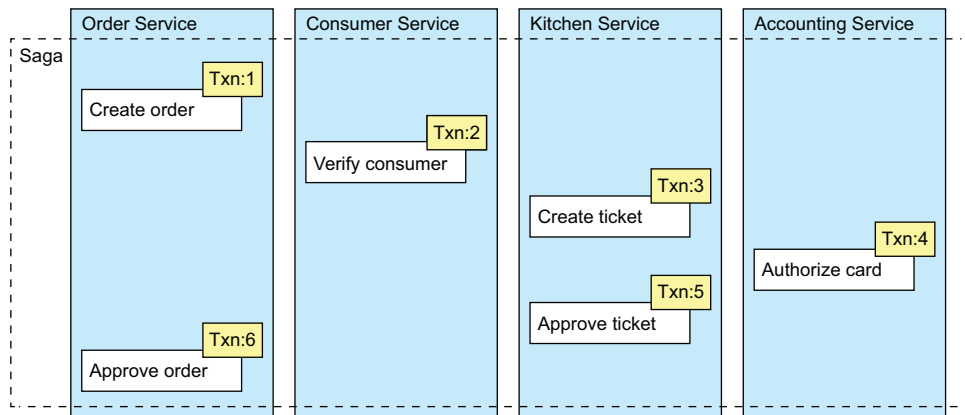 Order Service
Consumer Service
Kitchen Service
Accounting Service
Saga
Txn:1
Create order
Txn:2
Verify consumer
Txn:3
Create ticket
Txn:4
Authorize card
Txn:5
Approve ticket
Txn:6
Approve order